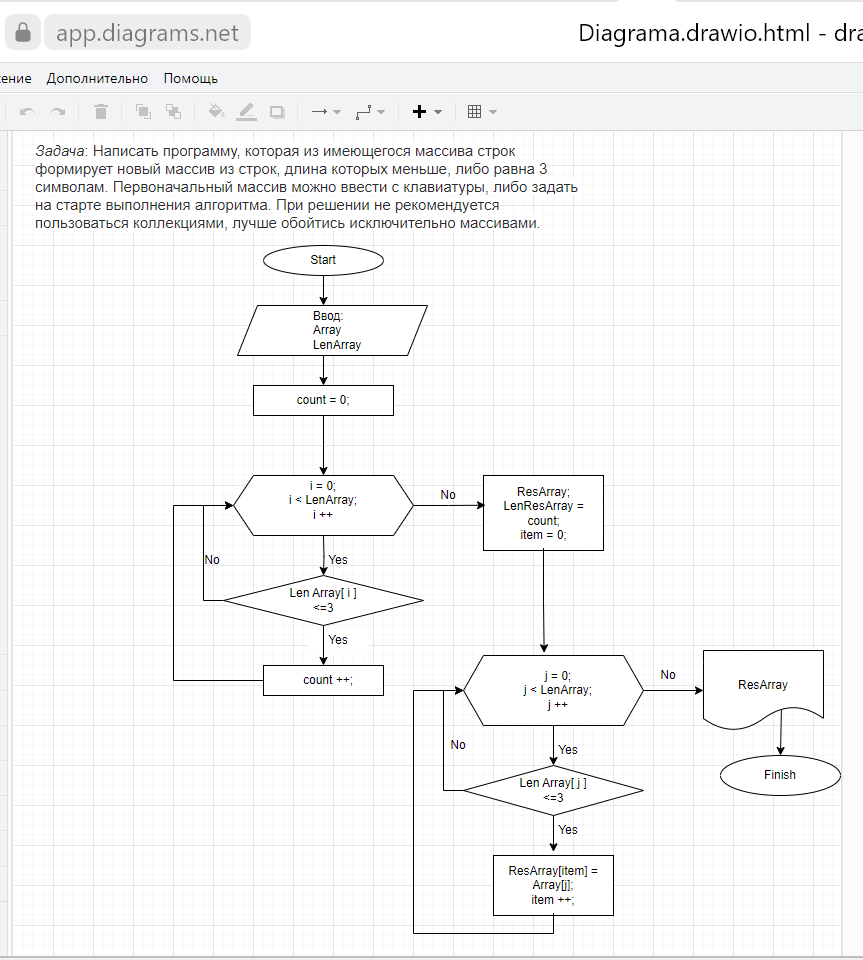 app.diagrams.net
Diagrama.drawio.html - dra
жение Дополнительно Помощь
Задача: Написать программу, которая из имеющегося массива строк
формирует новый массив из строк, длина которых меньше, либо равна 3
символам. Первоначальный массив можно ввести с клавиатуры, либо задать
на старте выполнения алгоритма. При решении не рекомендуется
пользоваться коллекциями, лучше обойтись исключительно массивами.
Start
Ввод:
Array
LenArray
count = 0;
i = 0;
i < LenArray;
i ++
No
ResArray;
LenResArray =
count;
item = 0;
No
Yes
Len Array[ i ]
<=3
Yes
count ++;
j = 0;
j < LenArray;
j ++
No
ResArray
No
Yes
Finish
Len Array[ j ]
<=3
Yes
ResArray[item] =
Array[j];
item ++;